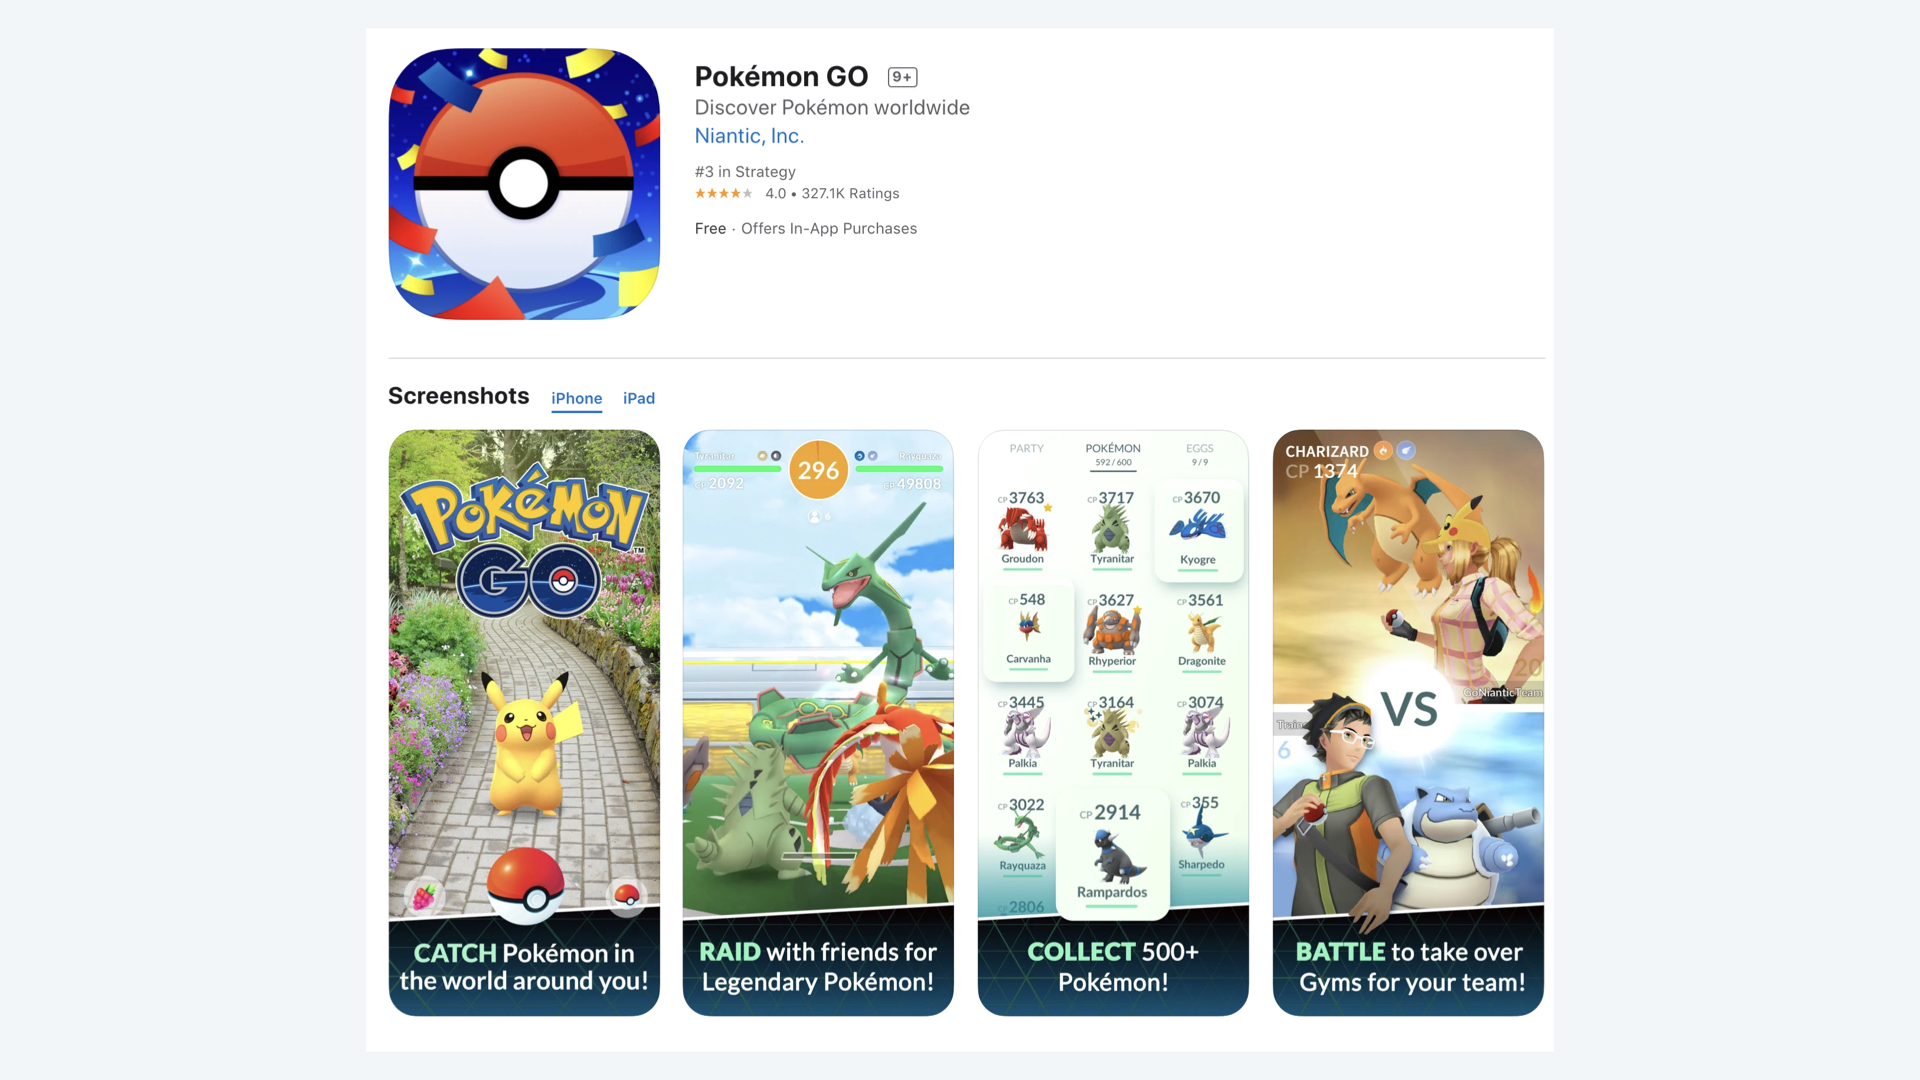 Pokémon GO 9+
Discover Pokémon worldwide
Niantic, Inc.
#3 in Strategy
4.0 • 327.1K Ratings
Free · Offers In-App Purchases
Screenshots iPhone iPad
POKéMON
TM
GO
CATCH Pokémon in
the world around you!
Tyranitar 296 Rayquaza
CP 2092 CP 49808
6
RAID with friends for
Legendary Pokémon!
PARTY POKÉMON EGGS
592 / 600 9 / 9
CP 3763 CP 3717 CP 3670
Groudon Tyranitar Kyogre
CP 548 CP 3627 CP 3561
Carvanha Rhyperior Dragonite
CP 3445 CP 3164 CP 3074
Palkia Tyranitar Palkia
CP 3022 CP 2914 CP 355
Rayquaza Rampardos Sharpedo
CP 2806
COLLECT 500+
Pokémon!
CHARIZARD
CP 1374
20
GoNianticTeam
VS
6
BATTLE to take over
Gyms for your team!